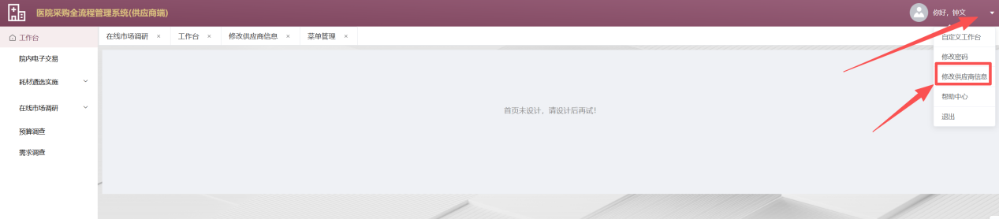 医院采购全流程管理系统(供应商端)
你好，钟文
工作台
在线市场调研 × 工作台 × 修改供应商信息 × 菜单管理 ×
自定义工作台
院内电子交易
修改密码
耗材遴选实施
修改供应商信息
帮助中心
在线市场调研
首页未设计，请设计后再试！
退出
预算调查
需求调查